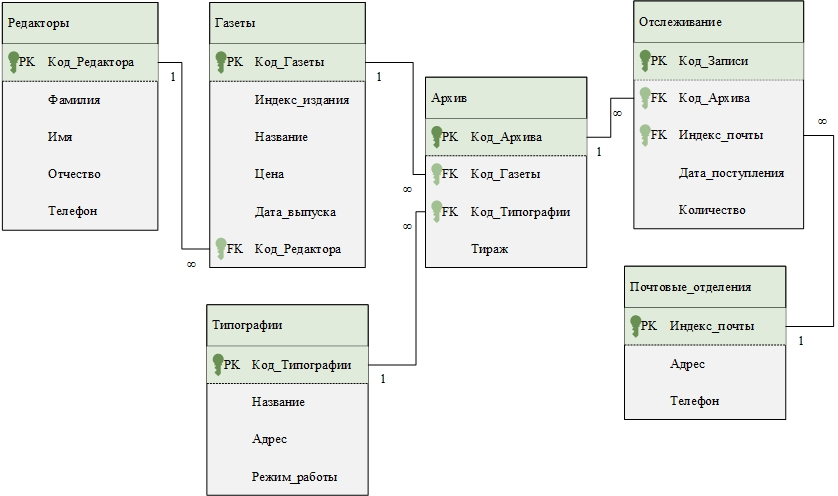 Редакторы
PK Код_Редактора
Фамилия
Имя
Отчество
Телефон
1
∞
Газеты
PK Код_Газеты
Индекс_издания
Название
Цена
Дата_выпуска
FK Код_Редактора
1
∞
Типографии
PK Код_Типографии
Название
Адрес
Режим_работы
1
∞
Архив
PK Код_Архива
FK Код_Газеты
FK Код_Типографии
Тираж
1
∞
Отслеживание
PK Код_Записи
FK Код_Архива
FK Индекс_почты
Дата_поступления
Количество
∞
Почтовые_отделения
PK Индекс_почты
Адрес
Телефон
1